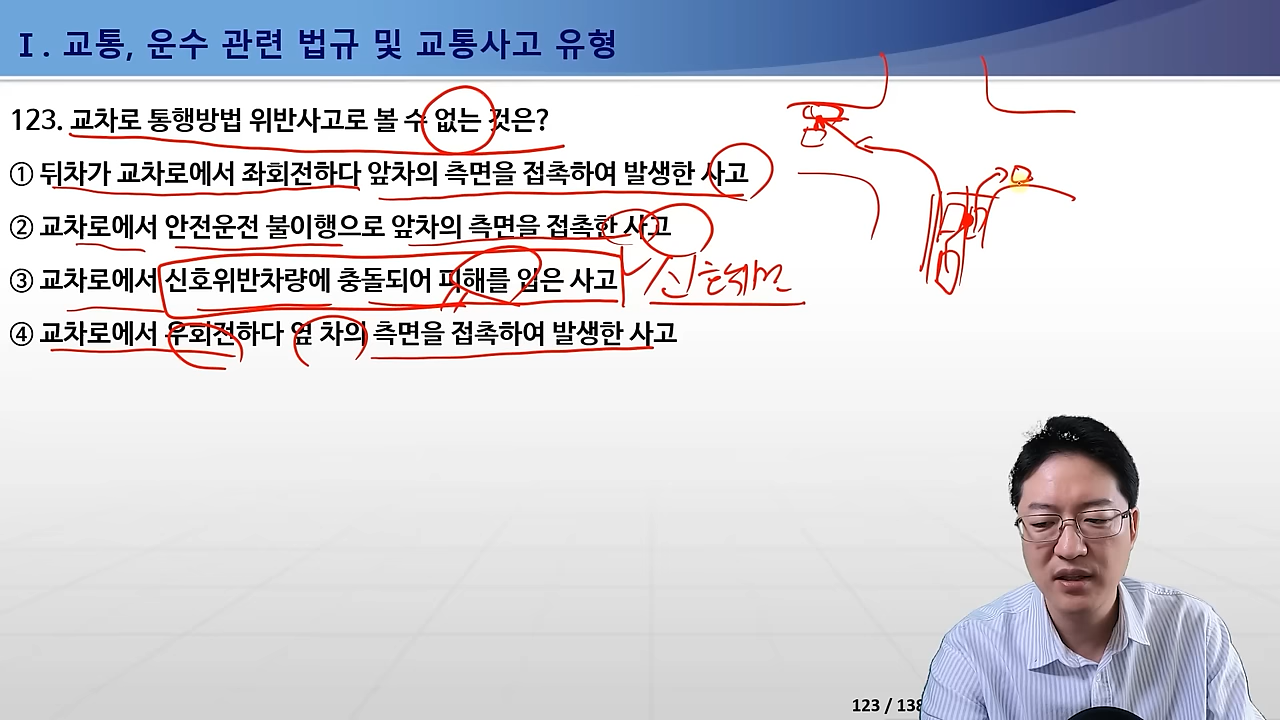 Ⅰ. 교통, 운수 관련 법규 및 교통사고 유형
123. 교차로 통행방법 위반사고로 볼 수 없는 것은?
① 뒤차가 교차로에서 좌회전하다 앞차의 측면을 접촉하여 발생한 사고
② 교차로에서 안전운전 불이행으로 앞차의 측면을 접촉한 사고
③ 교차로에서 신호위반차량에 충돌되어 피해를 입은 사고
신호위반
④ 교차로에서 우회전하다 옆 차의 측면을 접촉하여 발생한 사고
123 / 138